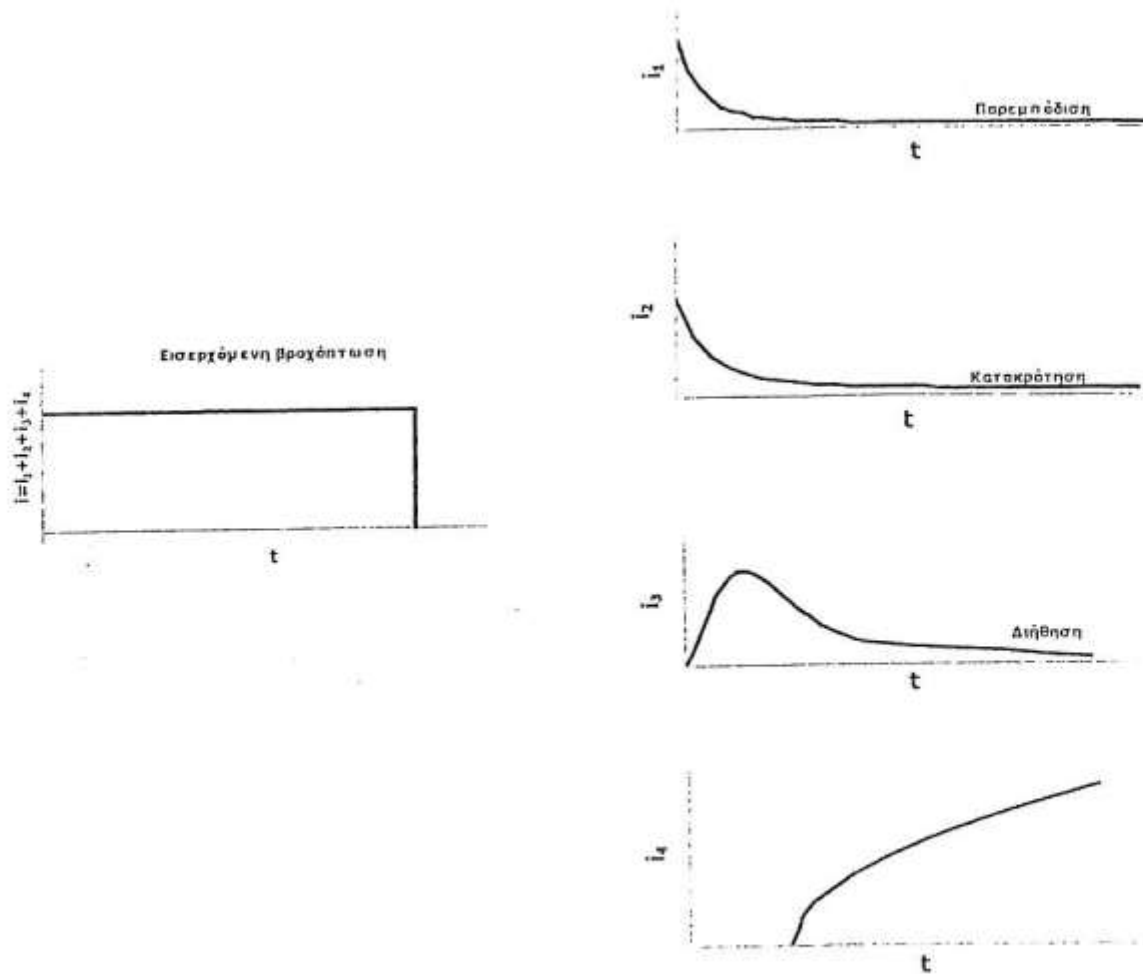 i=i₁+i₂+i₃+i₄
Εισερχόμενη βροχόπτωση
t
i₁
Παρεμπόδιση
t
i₂
Κατακράτηση
t
i₃
Διήθηση
t
i₄
t